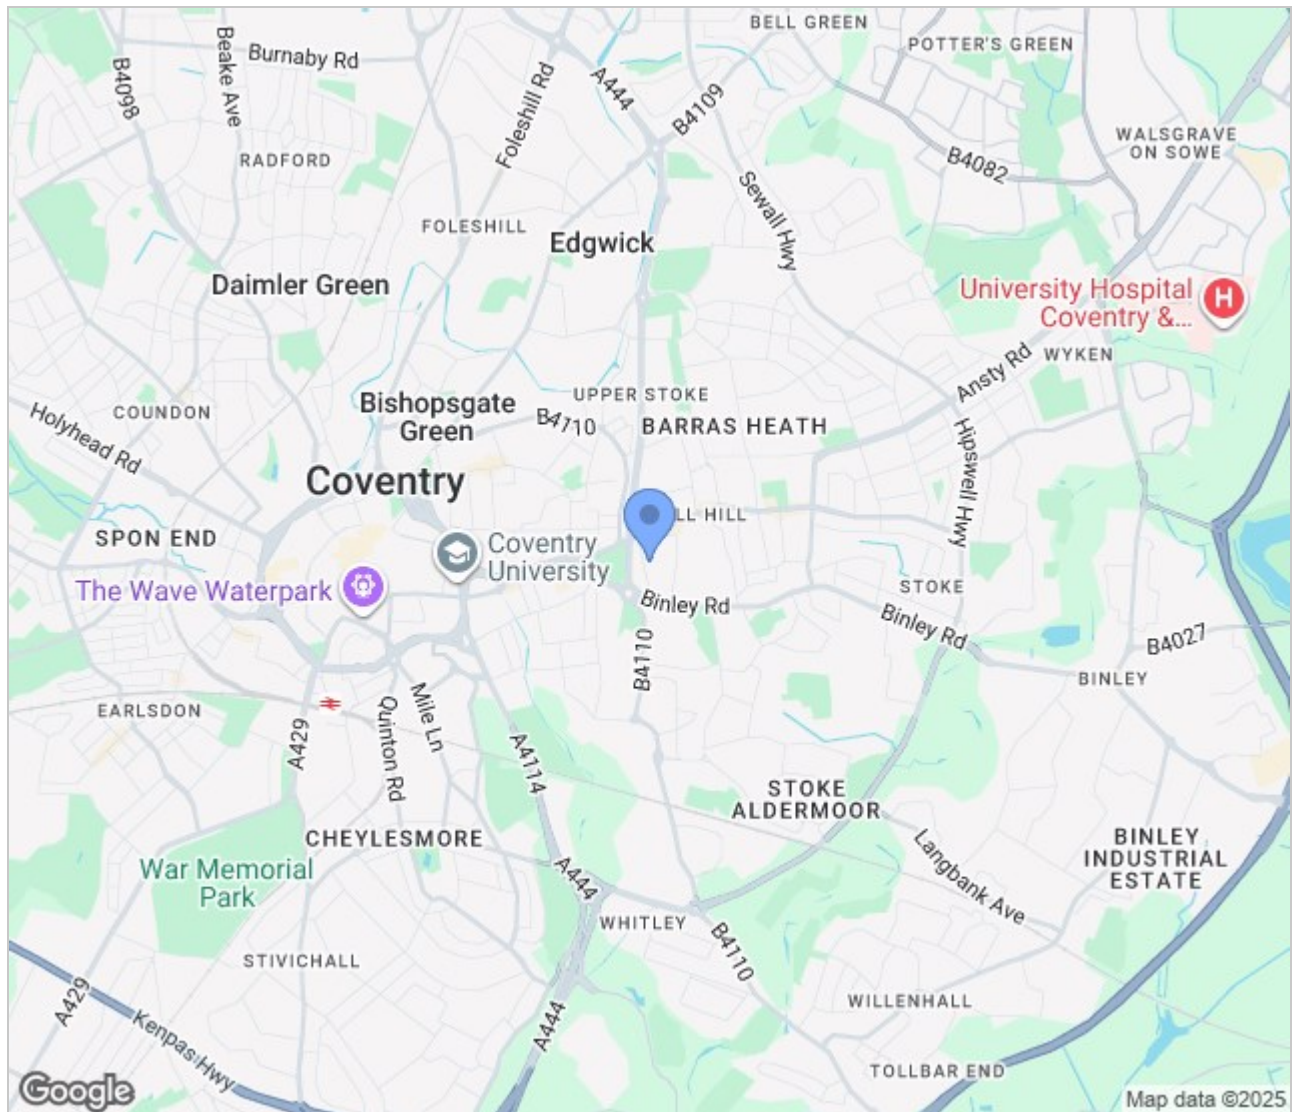 BELL GREEN
POTTER'S GREEN
Burnaby Rd
Beake Ave
B4098
Foleshill Rd
A444
B4109
WALSGRAVE
ON SOWE
B4082
RADFORD
Sewall Hwy
FOLESHILL
Edgwick
Daimler Green
University Hospital
Coventry &...
H
WYKEN
Ansty Rd
UPPER STOKE
Bishopsgate
Green
B4110
BARRAS HEATH
COUNDON
Holyhead Rd
Hipswell Hwy
Coventry
LL HILL
SPON END
Coventry
University
The Wave Waterpark
STOKE
Binley Rd
Binley Rd
B4027
B4110
BINLEY
EARLSDON
A429
Quinton Rd
Mile Ln
A4114
STOKE
ALDERMOOR
CHEYLESMORE
Langbank Ave
BINLEY
INDUSTRIAL
ESTATE
War Memorial
Park
A444
WHITLEY
B4110
STIVICHALL
A429
WILLENHALL
A444
Kenpas Hwy
TOLLBAR END
Google
Map data ©2025